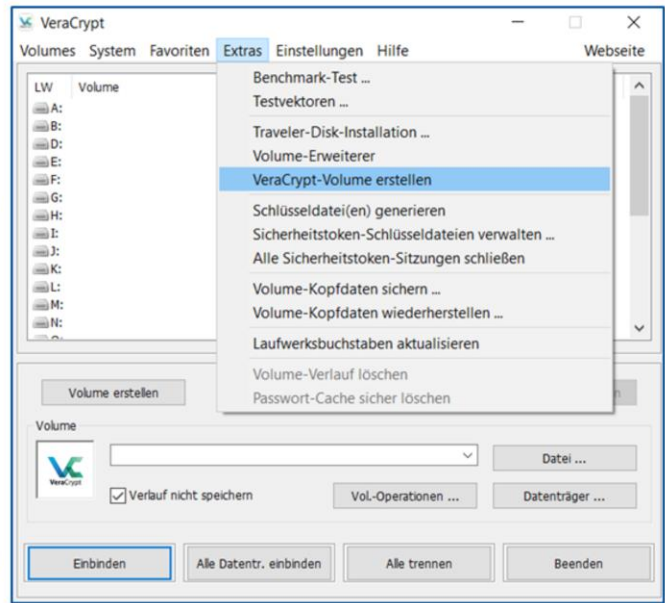 VeraCrypt
Volumes System Favoriten Extras Einstellungen Hilfe Webseite
LW Volume
A:
B:
D:
E:
F:
G:
H:
I:
J:
K:
L:
M:
N:
Benchmark-Test ...
Testvektoren ...
Traveler-Disk-Installation ...
Volume-Erweiterer
VeraCrypt-Volume erstellen
Schlüsseldatei(en) generieren
Sicherheitstoken-Schlüsseldateien verwalten ...
Alle Sicherheitstoken-Sitzungen schließen
Volume-Kopfdaten sichern ...
Volume-Kopfdaten wiederherstellen ...
Laufwerksbuchstaben aktualisieren
Volume-Verlauf löschen
Passwort-Cache sicher löschen
Volume erstellen
Volume
VeraCrypt
Datei ...
Verlauf nicht speichern
Vol.-Operationen ...
Datenträger ...
Einbinden
Alle Datentr. einbinden
Alle trennen
Beenden